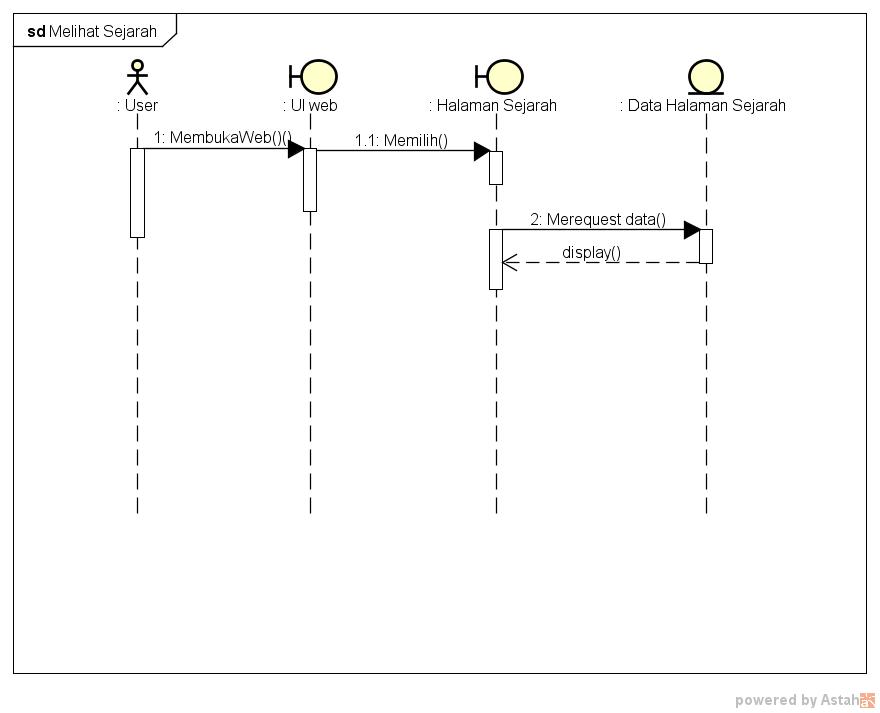 sd Melihat Sejarah
: User
: UI web
: Halaman Sejarah
: Data Halaman Sejarah
1: MembukaWeb()()
1.1: Memilih()
2: Merequest data()
display()
powered by Astah